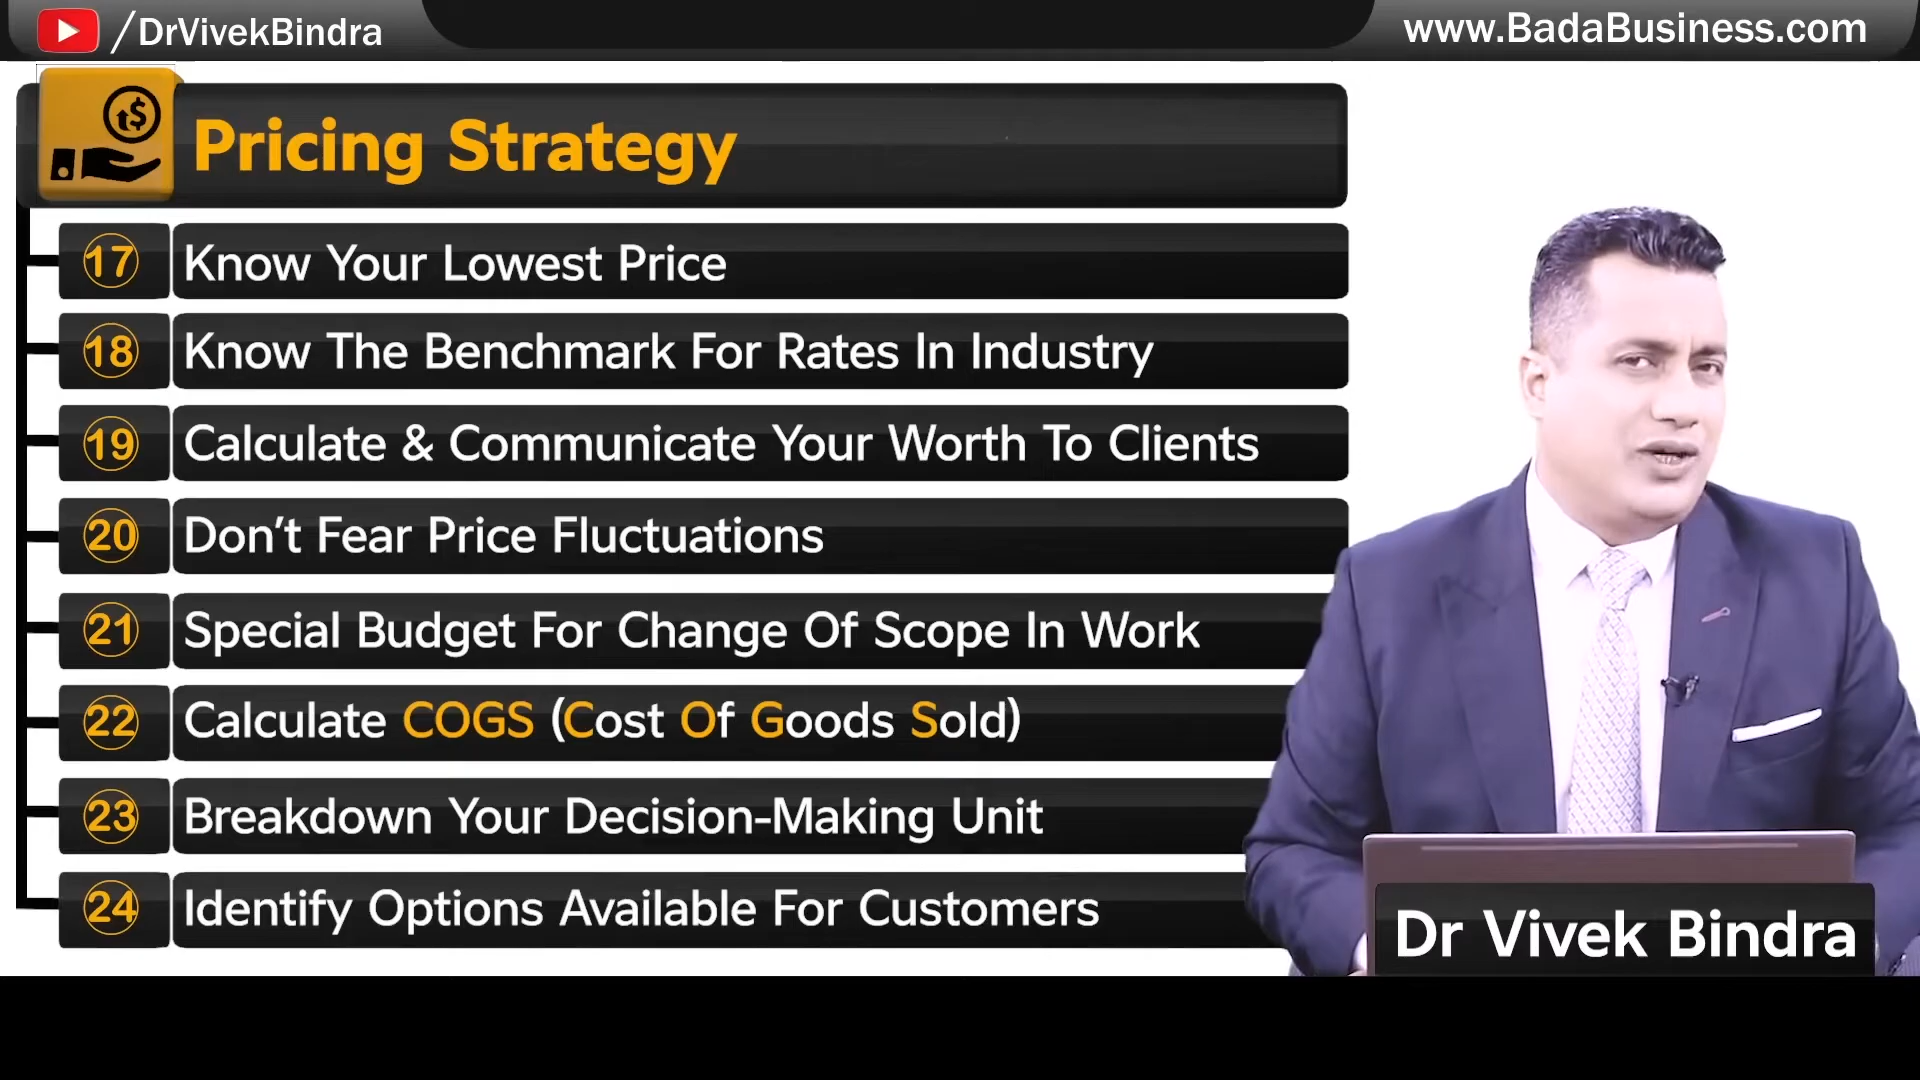 /DrVivekBindra
www.BadaBusiness.com
$
Pricing Strategy
17 Know Your Lowest Price
18 Know The Benchmark For Rates In Industry
19 Calculate & Communicate Your Worth To Clients
20 Don’t Fear Price Fluctuations
21 Special Budget For Change Of Scope In Work
22 Calculate COGS (Cost Of Goods Sold)
23 Breakdown Your Decision-Making Unit
24 Identify Options Available For Customers
Dr Vivek Bindra